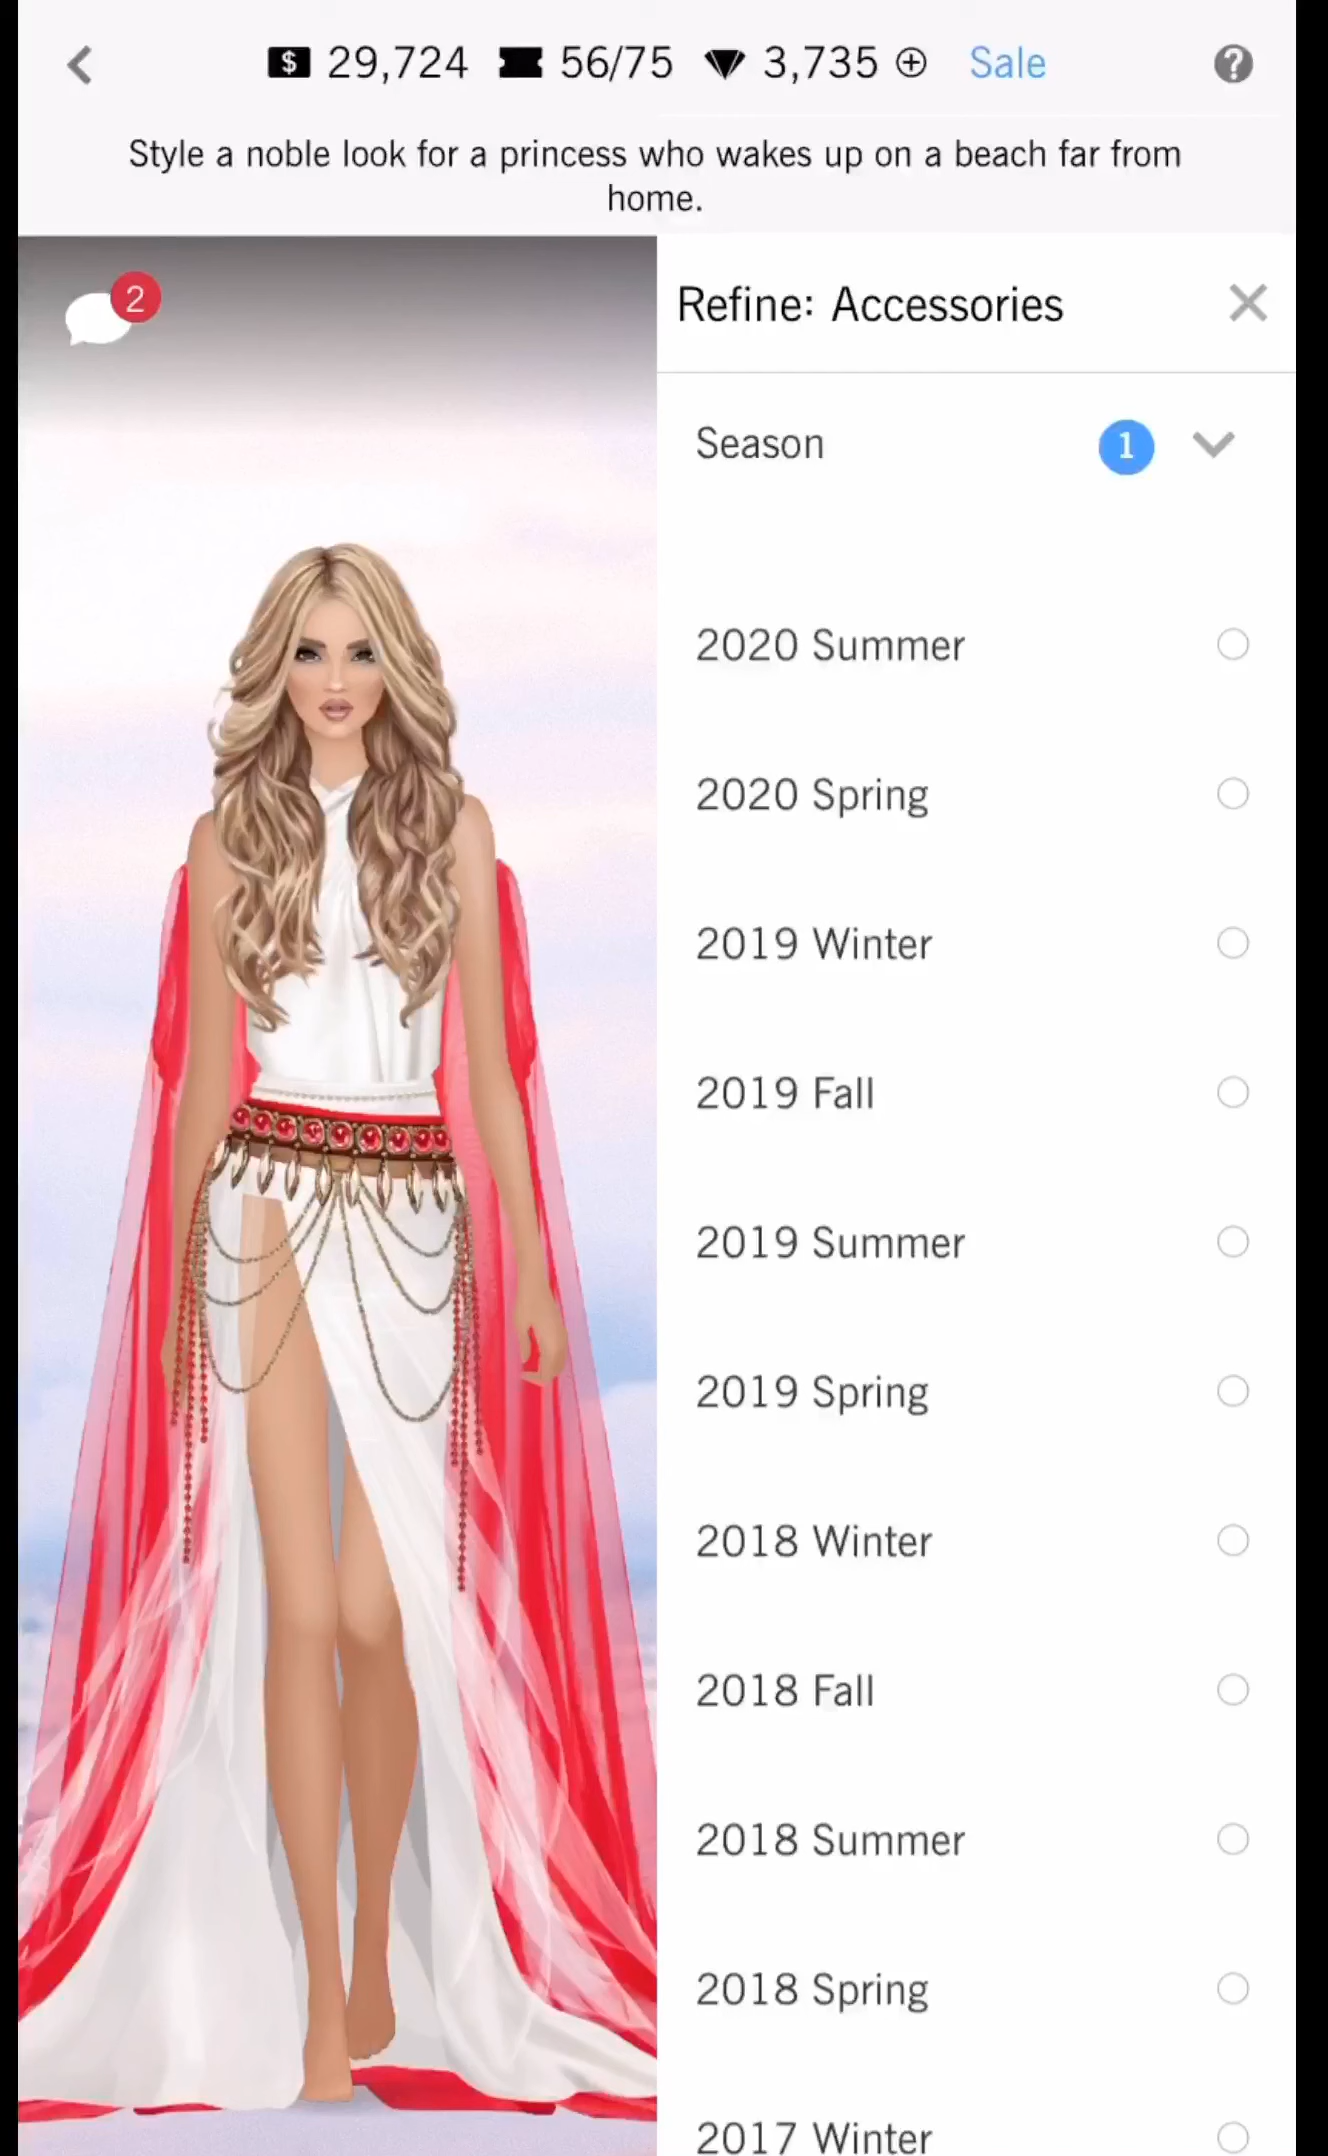 $ 29,724 56/75 3,735 Sale ?
Style a noble look for a princess who wakes up on a beach far from
home.
2
Refine: Accessories
Season 1
2020 Summer
2020 Spring
2019 Winter
2019 Fall
2019 Summer
2019 Spring
2018 Winter
2018 Fall
2018 Summer
2018 Spring
2017 Winter